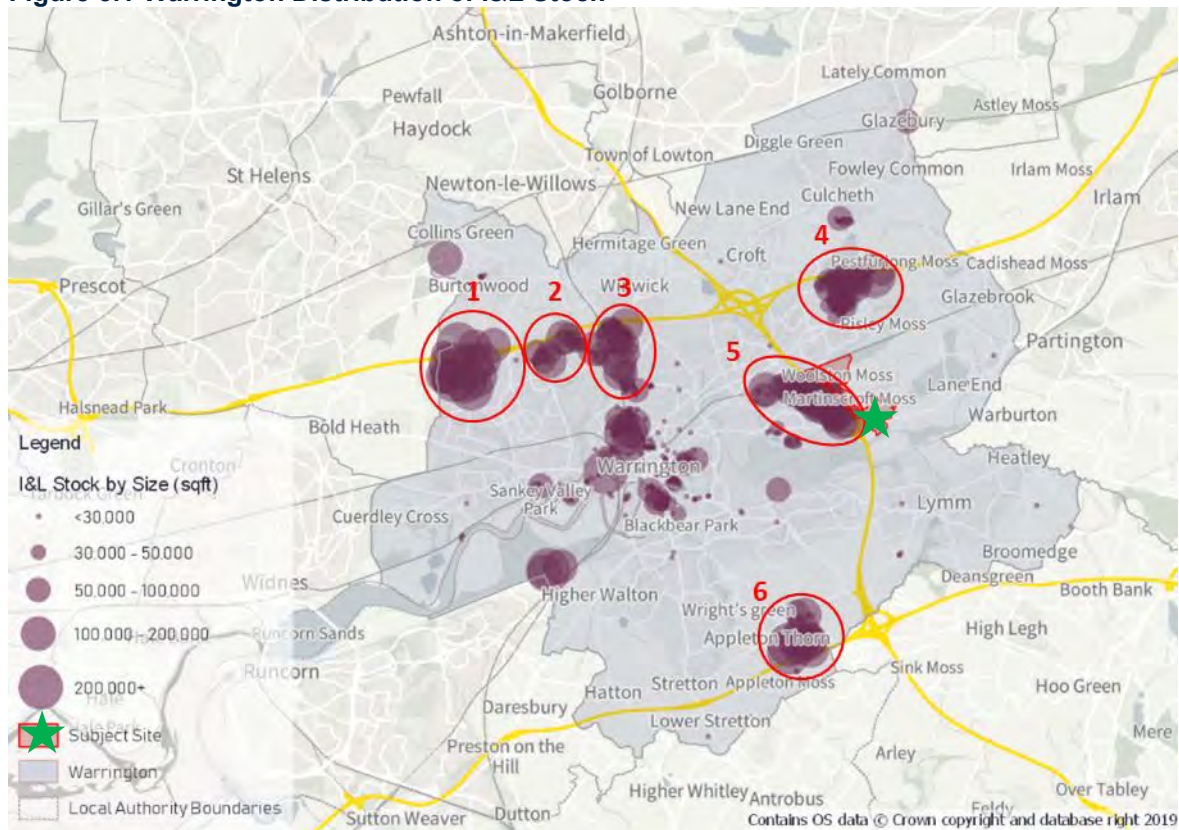 Ashton-in-Makerfield
Lately Common
Golborne
Pewfall
Astley Moss
Glazebury
Haydock
Diggle Green
Town of Lowton
Fowley Common
Irlam Moss
St Helens
Newton-le-Willows
Culcheth
Irlam
Gillar's Green
New Lane End
Collins Green
Hermitage Green
4
Croft
Pestfurlong Moss
Cadishead Moss
Prescot
Burtonwood
Winwick
1
2
3
Glazebrook
Risley Moss
Partington
5
Woolston Moss
Lane End
Martinscroft Moss
Halsnead Park
Warburton
Bold Heath
Legend
Heatley
Cronton
Warrington
I&L Stock by Size (sqft)
Tarbock Green
Sankey Valley
Park
Lymm
<30.000
Cuerdley Cross
Blackbear Park
30.000 - 50.000
Broomedge
Deansgreen
50.000 - 100.000
Widnes
6
Booth Bank
Higher Walton
Wright's green
100.000 - 200.000
Runcorn Sands
Appleton Thorn
High Legh
Runcorn
Sink Moss
200.000+
Hale
Stretton
Appleton Moss
Hoo Green
Hatton
Daresbury
Lower Stretton
Hale Park
Subject Site
Mere
Preston on the
Hill
Arley
Warrington
Over Tabley
Higher Whitley
Antrobus
Local Authority Boundaries
Dutton
Sutton Weaver
Contains OS data © Crown copyright and database right 2019